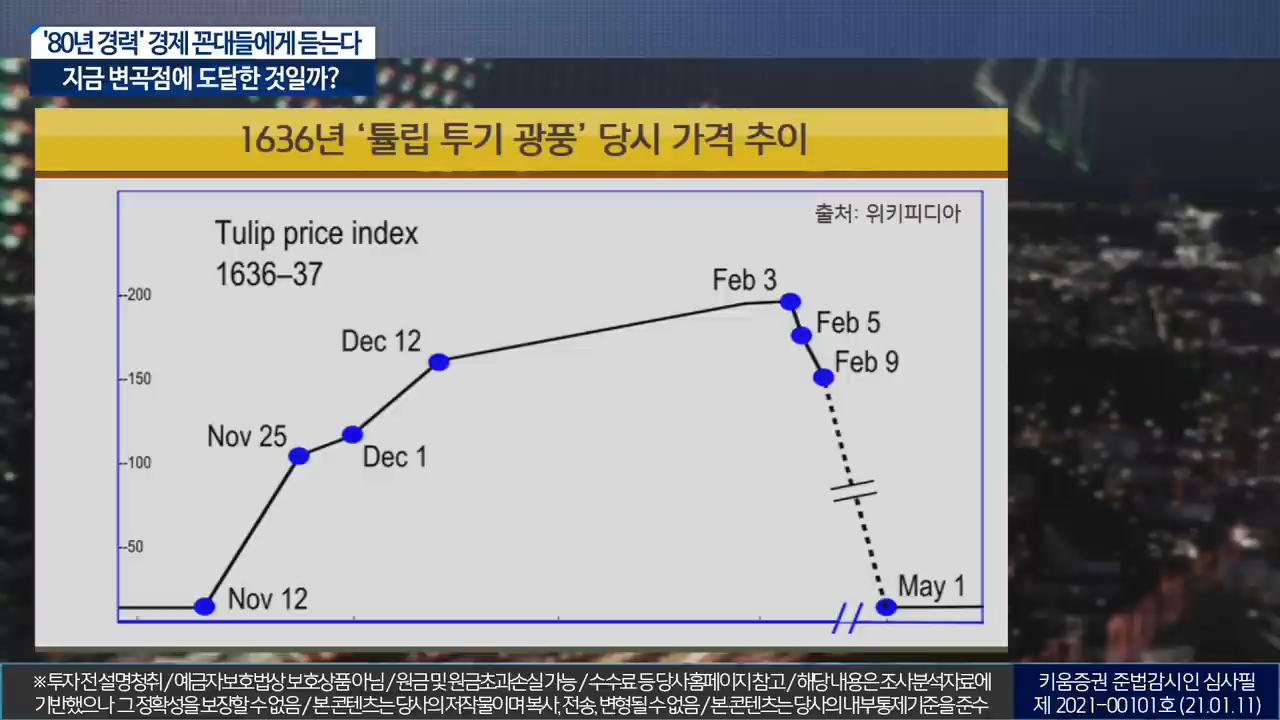 '80년 경력' 경제 꼰대들에게 듣는다
지금 변곡점에 도달한 것일까?
1636년 ‘튤립 투기 광풍’ 당시 가격 추이
출처: 위키피디아
Tulip price index
1636–37
200
150
100
50
Nov 12
Nov 25
Dec 1
Dec 12
Feb 3
Feb 5
Feb 9
May 1
※ 투자 전 설명청취 / 예금자보호법상 보호상품 아님 / 원금 및 원금초과손실 가능 / 수수료 등 당사홈페이지 참고 / 해당 내용은 조사분석자료에
기반했으나 그 정확성을 보장할 수 없음 / 본 콘텐츠는 당사의 저작물이며 복사, 전송, 변형될 수 없음 / 본 콘텐츠는 당사의 내부통제기준을 준수
키움증권 준법감시인 심사필
제 2021-00101호 (21.01.11)